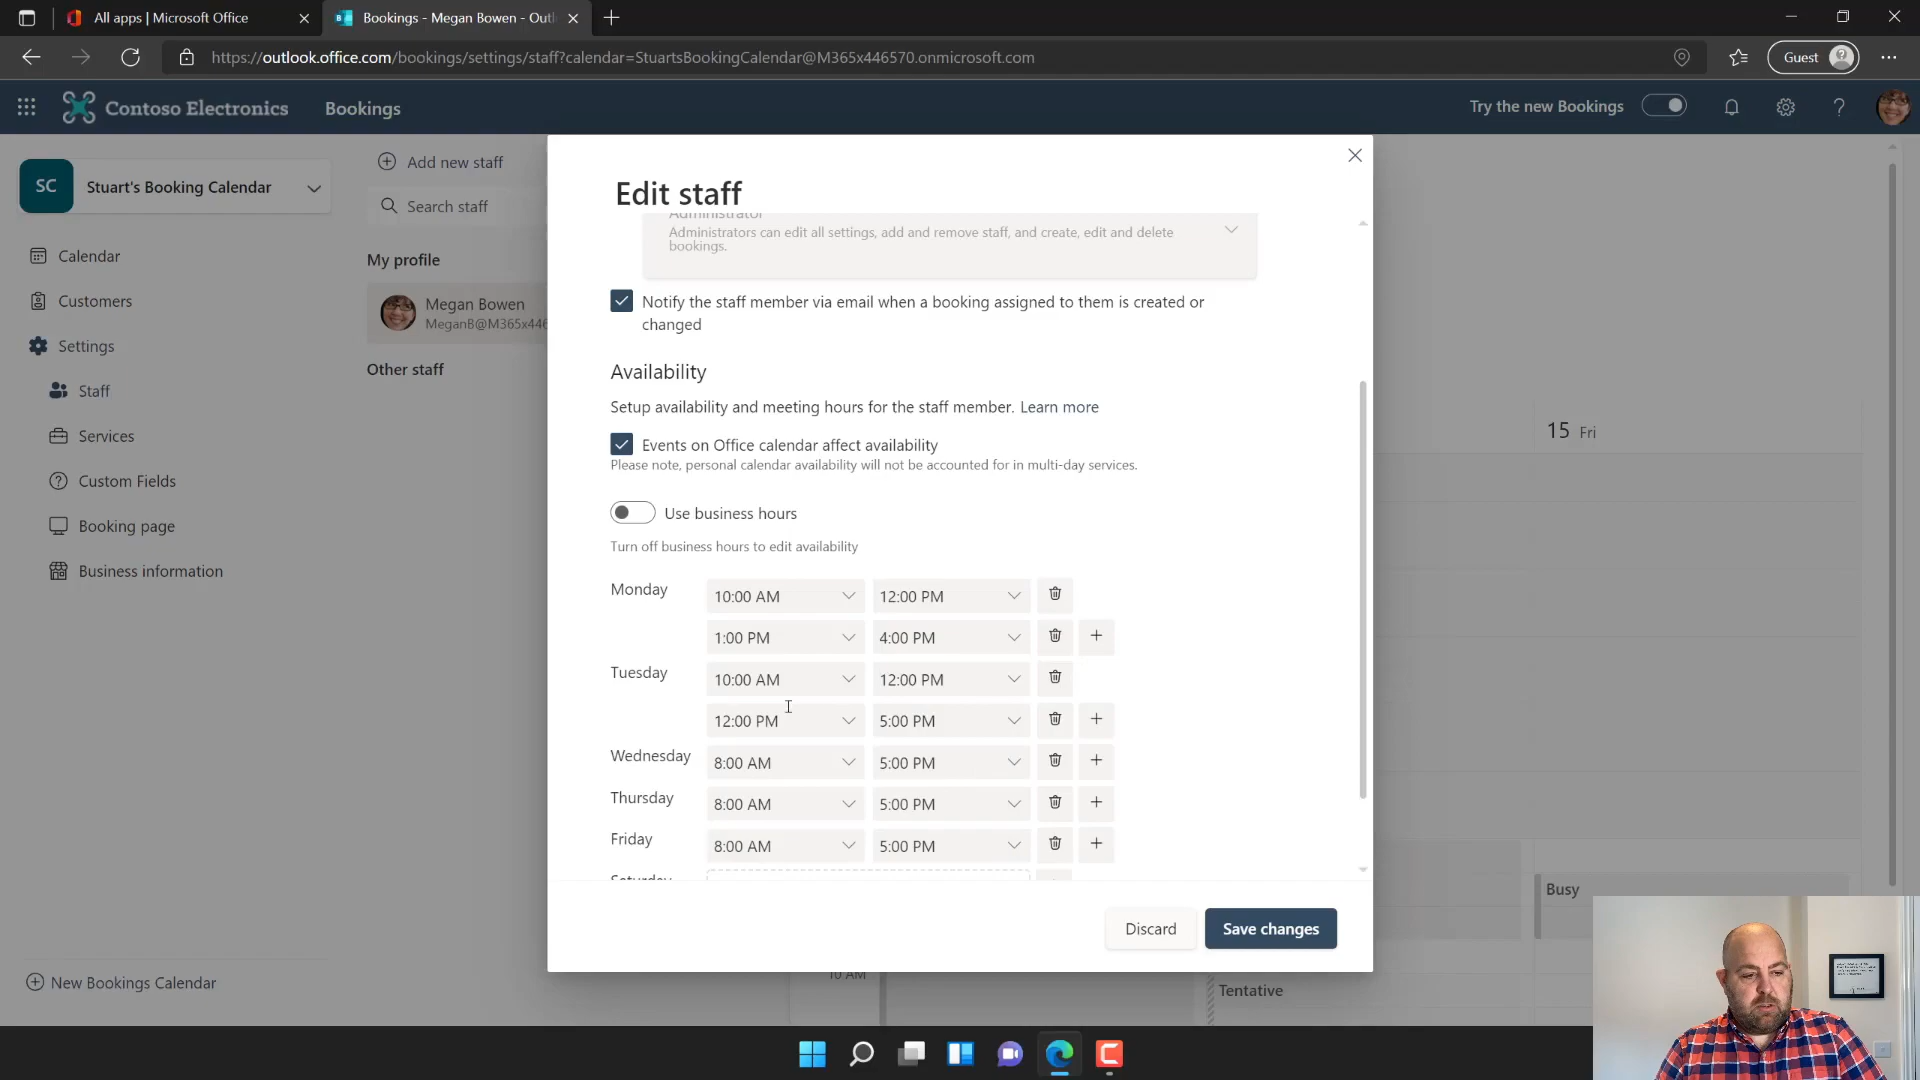 All apps | Microsoft Office
Bookings - Megan Bowen - Outl
https://outlook.office.com/bookings/settings/staff?calendar=StuartsBookingCalendar@M365x446570.onmicrosoft.com
Guest
Contoso Electronics
Bookings
Try the new Bookings
SC
Stuart's Booking Calendar
Calendar
Customers
Settings
Staff
Services
Custom Fields
Booking page
Business information
New Bookings Calendar
Add new staff
Search staff
My profile
Megan Bowen
MeganB@M365x446
Other staff
Edit staff
Administrator
Administrators can edit all settings, add and remove staff, and create, edit and delete
bookings.
Notify the staff member via email when a booking assigned to them is created or
changed
Availability
Setup availability and meeting hours for the staff member. Learn more
Events on Office calendar affect availability
Please note, personal calendar availability will not be accounted for in multi-day services.
Use business hours
Turn off business hours to edit availability
Monday 10:00 AM 12:00 PM
1:00 PM 4:00 PM
Tuesday 10:00 AM 12:00 PM
12:00 PM 5:00 PM
Wednesday 8:00 AM 5:00 PM
Thursday 8:00 AM 5:00 PM
Friday 8:00 AM 5:00 PM
Saturday
Discard
Save changes
15 Fri
Busy
10 AM
Tentative